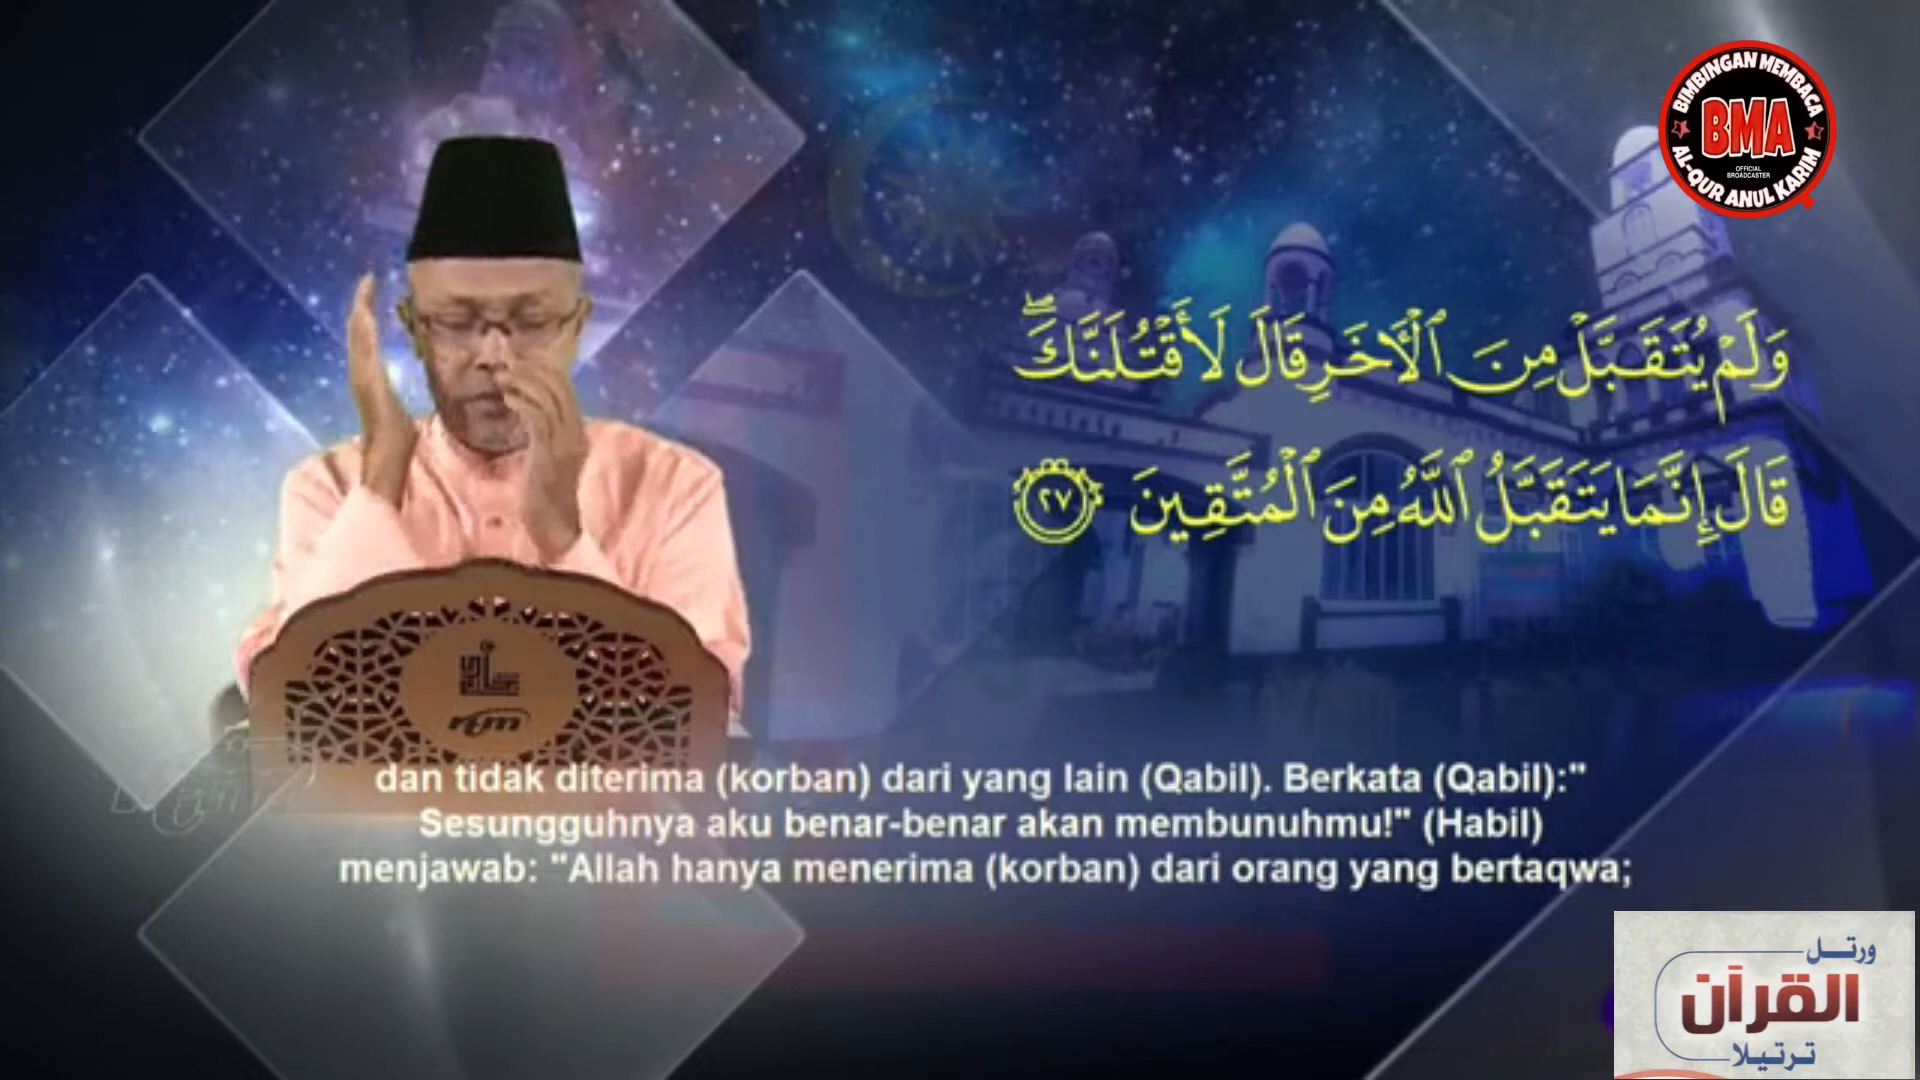 BIMBINGAN MEMBACA
BMA
OFFICIAL
BROADCASTER
AL-QUR ANUL KARIM
وَلَمْ يُتَقَبَّلْ مِنَ ٱلْأَخَرِ قَالَ لَأَقْتُلَنَّكَ ۖ
قَالَ إِنَّمَا يَتَقَبَّلُ ٱللَّهُ مِنَ ٱلْمُتَّقِينَ ٢٧
rtm
dan tidak diterima (korban) dari yang lain (Qabil). Berkata (Qabil):"
Sesungguhnya aku benar-benar akan membunuhmu!" (Habil)
menjawab: "Allah hanya menerima (korban) dari orang yang bertaqwa;
ورتل
القرآن
ترتيلا